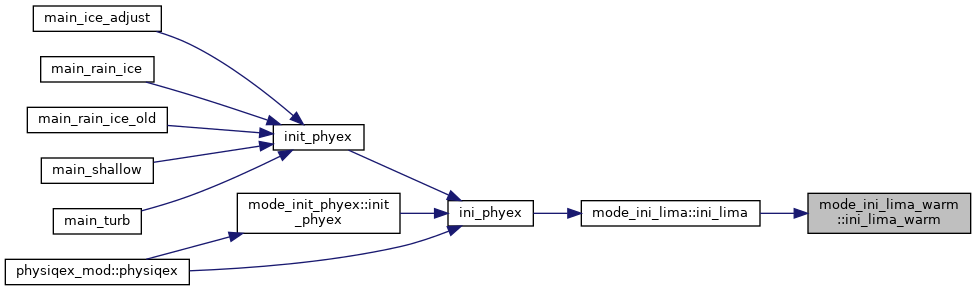 main_ice_adjust
main_rain_ice
main_rain_ice_old
main_shallow
main_turb
physiqex_mod::physiqex
init_phyex
mode_init_phyex::init
_phyex
ini_phyex
mode_ini_lima::ini_lima
mode_ini_lima_warm
::ini_lima_warm